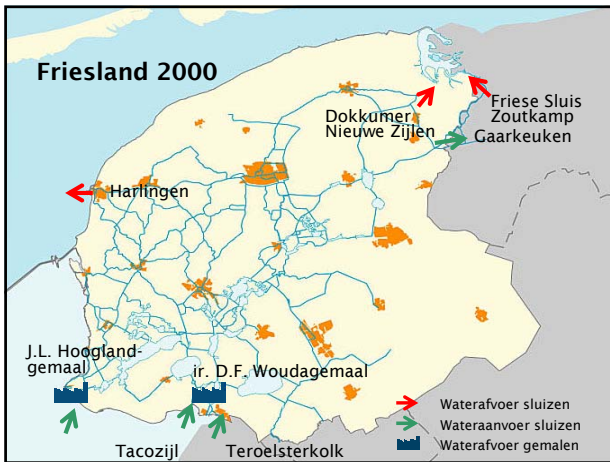 Friesland 2000
Dokkumer
Nieuwe Zijlen
Friese Sluis
Zoutkamp
Gaarkeuken
Harlingen
J.L. Hoogland-
gemaal
ir. D.F. Woudagemaal
Tacozijl
Teroelsterkolk
Waterafvoer sluizen
Wateraanvoer sluizen
Waterafvoer gemalen